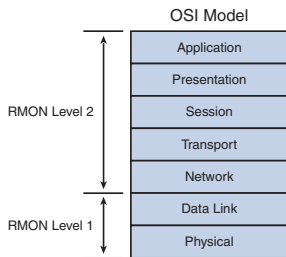 OSI Model
Application
Presentation
Session
Transport
Network
Data Link
Physical
RMON Level 2
RMON Level 1